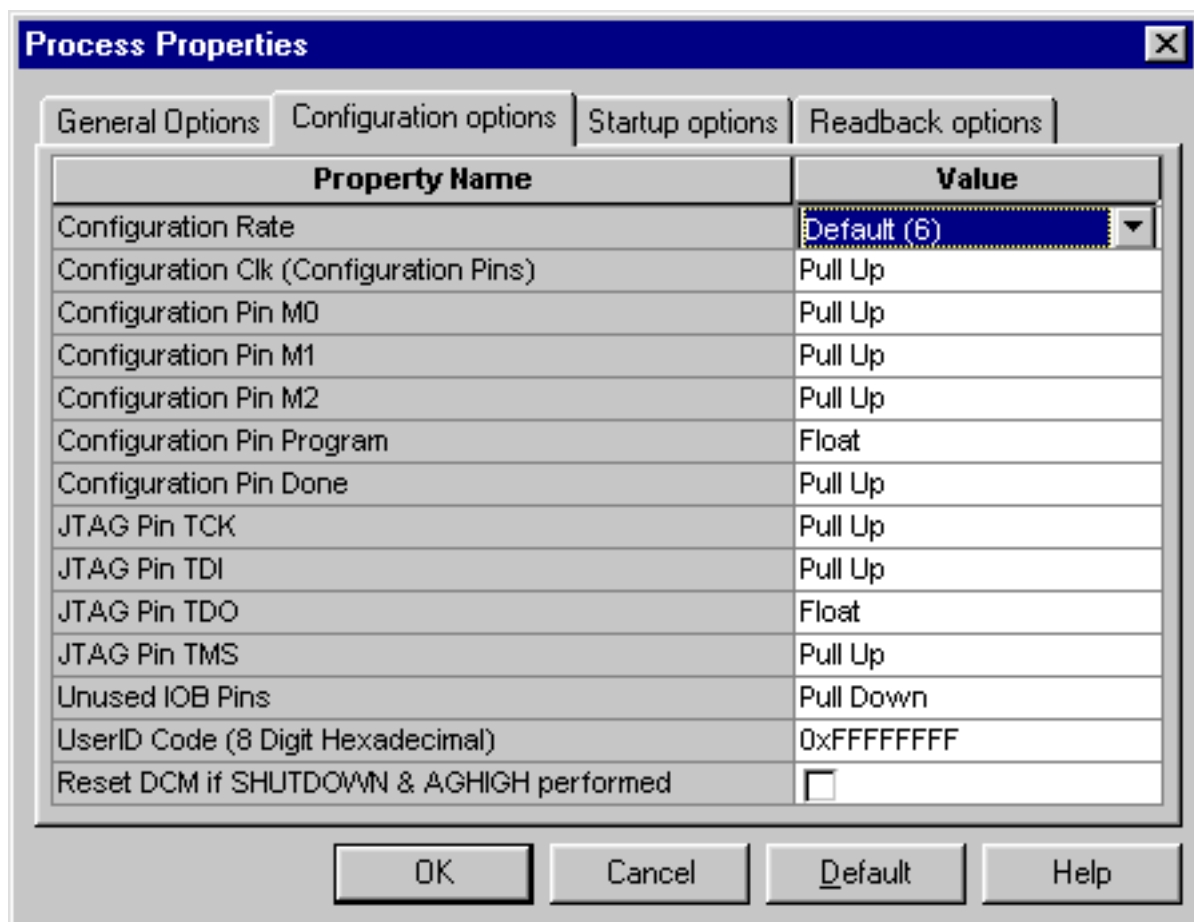 Process Properties
General Options Configuration options Startup options Readback options
Property Name Value
Configuration Rate Default (6)
Configuration Clk (Configuration Pins) Pull Up
Configuration Pin M0 Pull Up
Configuration Pin M1 Pull Up
Configuration Pin M2 Pull Up
Configuration Pin Program Float
Configuration Pin Done Pull Up
JTAG Pin TCK Pull Up
JTAG Pin TDI Pull Up
JTAG Pin TDO Float
JTAG Pin TMS Pull Up
Unused IOB Pins Pull Down
UserID Code (8 Digit Hexadecimal) 0xFFFFFFFF
Reset DCM if SHUTDOWN & AGHIGH performed
OK Cancel Default Help